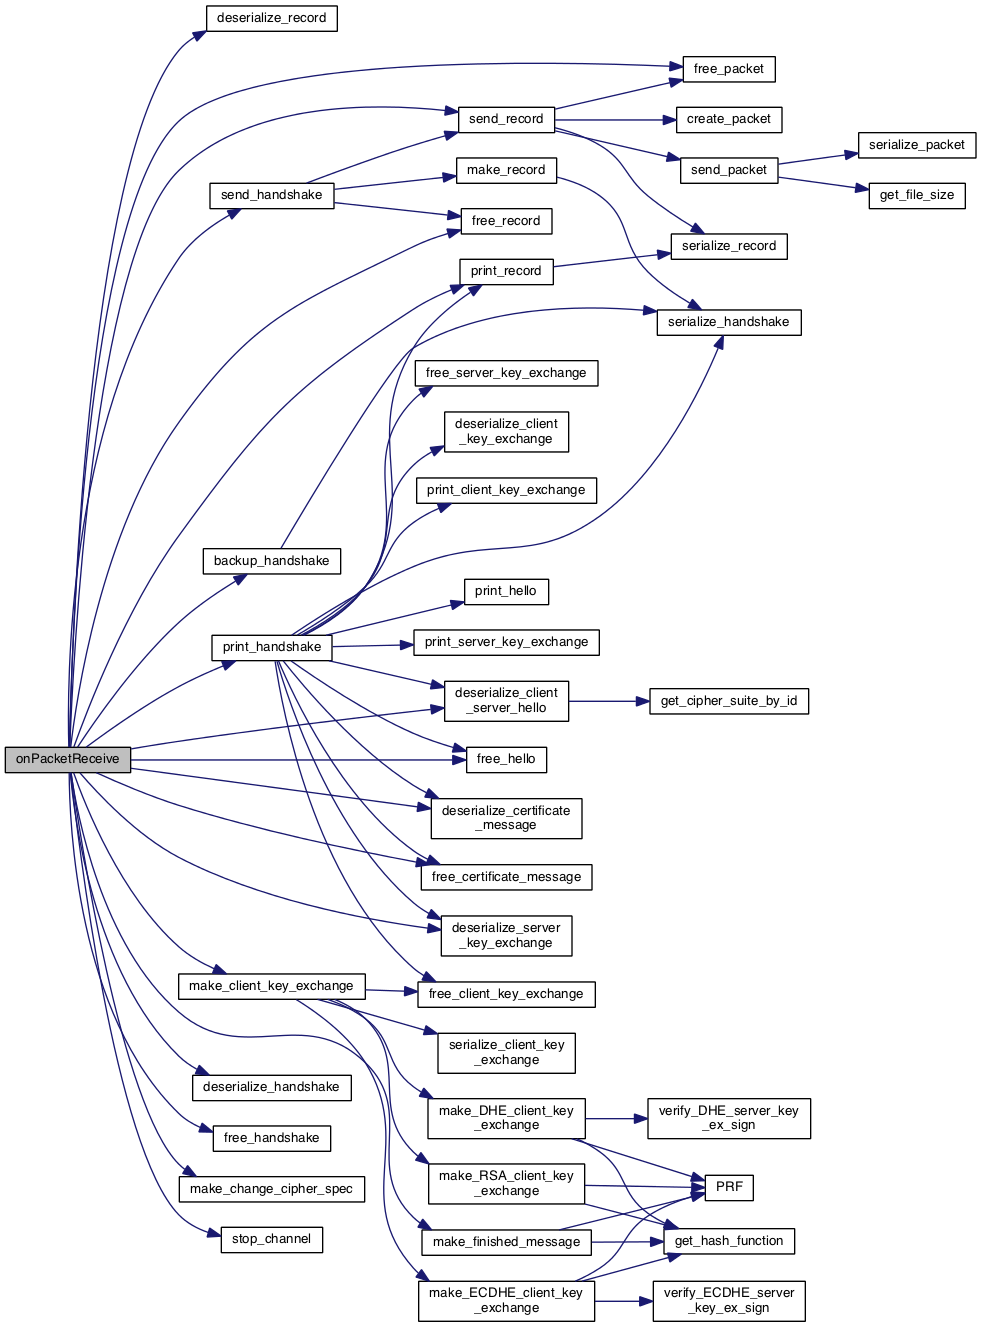 deserialize_record
free_packet
send_record
create_packet
serialize_packet
make_record
send_packet
send_handshake
get_file_size
free_record
serialize_record
print_record
serialize_handshake
free_server_key_exchange
deserialize_client
_key_exchange
print_client_key_exchange
backup_handshake
print_hello
print_server_key_exchange
print_handshake
deserialize_client
_server_hello
get_cipher_suite_by_id
onPacketReceive
free_hello
deserialize_certificate
_message
free_certificate_message
deserialize_server
_key_exchange
make_client_key_exchange
free_client_key_exchange
serialize_client_key
_exchange
deserialize_handshake
make_DHE_client_key
_exchange
verify_DHE_server_key
_ex_sign
free_handshake
make_RSA_client_key
_exchange
make_change_cipher_spec
PRF
stop_channel
make_finished_message
get_hash_function
make_ECDHE_client_key
_exchange
verify_ECDHE_server
_key_ex_sign